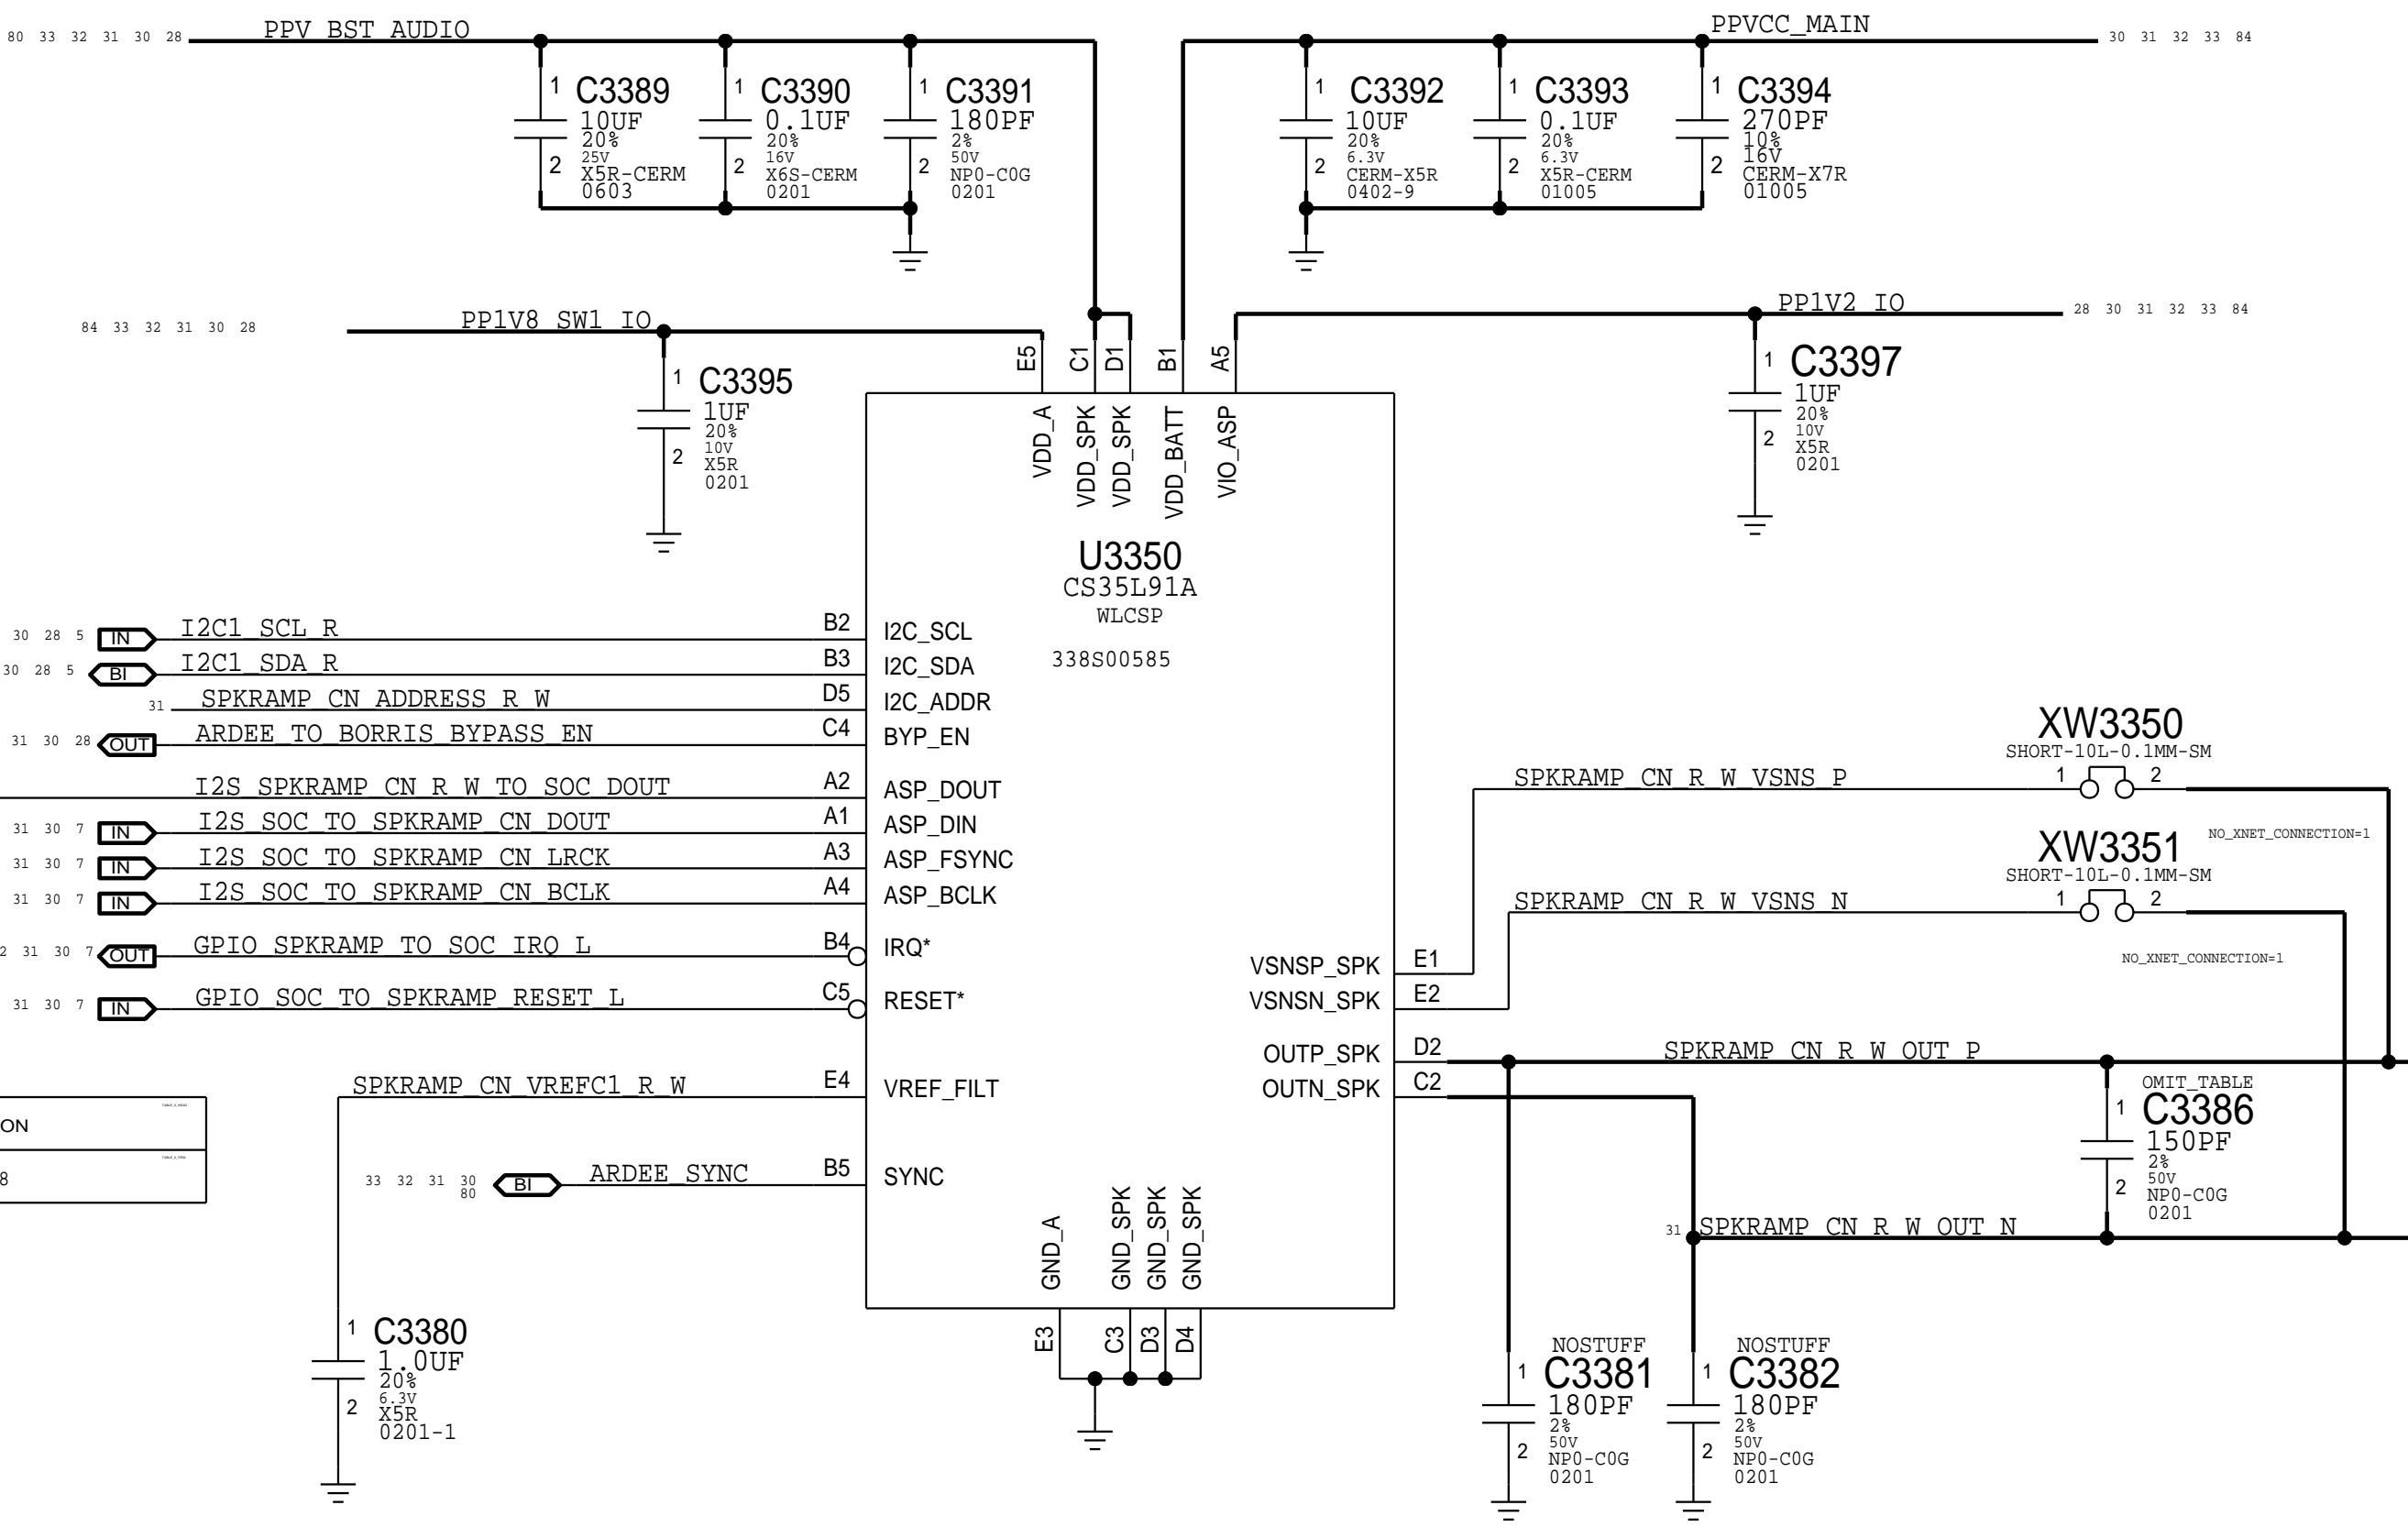 80 33 32 31 30 28
PPV_BST_AUDIO
PPVCC_MAIN
30 31 32 33 84
1 C3389
10UF
20%
25V
2 X5R-CERM
0603
1 C3390
0.1UF
20%
16V
2 X6S-CERM
0201
1 C3391
180PF
2%
50V
2 NP0-C0G
0201
1 C3392
10UF
20%
6.3V
2 CERM-X5R
0402-9
1 C3393
0.1UF
20%
6.3V
2 X5R-CERM
01005
1 C3394
270PF
10%
16V
2 CERM-X7R
01005
84 33 32 31 30 28
PP1V8_SW1_IO
PP1V2_IO
28 30 31 32 33 84
1 C3395
1UF
20%
10V
2 X5R
0201
1 C3397
1UF
20%
10V
2 X5R
0201
E5
C1
D1
B1
A5
VDD_A
VDD_SPK
VDD_SPK
VDD_BATT
VIO_ASP
U3350
CS35L91A
WLCSP
338S00585
30 28 5 IN I2C1_SCL_R B2 I2C_SCL
30 28 5 BI I2C1_SDA_R B3 I2C_SDA
31 SPKRAMP_CN_ADDRESS_R_W D5 I2C_ADDR
31 30 28 OUT ARDEE_TO_BORRIS_BYPASS_EN C4 BYP_EN
I2S_SPKRAMP_CN_R_W_TO_SOC_DOUT A2 ASP_DOUT
31 30 7 IN I2S_SOC_TO_SPKRAMP_CN_DOUT A1 ASP_DIN
31 30 7 IN I2S_SOC_TO_SPKRAMP_CN_LRCK A3 ASP_FSYNC
31 30 7 IN I2S_SOC_TO_SPKRAMP_CN_BCLK A4 ASP_BCLK
2 31 30 7 OUT GPIO_SPKRAMP_TO_SOC_IRQ_L B4 IRQ*
31 30 7 IN GPIO_SOC_TO_SPKRAMP_RESET_L C5 RESET*
SPKRAMP_CN_VREFC1_R_W E4 VREF_FILT
33 32 31 30 BI ARDEE_SYNC B5 SYNC
80
XW3350
SHORT-10L-0.1MM-SM
SPKRAMP_CN_R_W_VSNS_P 1 2
NO_XNET_CONNECTION=1
XW3351
SHORT-10L-0.1MM-SM
SPKRAMP_CN_R_W_VSNS_N 1 2
NO_XNET_CONNECTION=1
VSNSP_SPK E1
VSNSN_SPK E2
OUTP_SPK D2 SPKRAMP_CN_R_W_OUT_P
OUTN_SPK C2
OMIT_TABLE
1 C3386
150PF
2%
50V
2 NP0-C0G
0201
31 SPKRAMP_CN_R_W_OUT_N
ON
8
GND_A
GND_SPK
GND_SPK
GND_SPK
E3
C3
D3
D4
1 C3380
1.0UF
20%
6.3V
2 X5R
0201-1
NOSTUFF
1 C3381
180PF
2%
50V
2 NP0-C0G
0201
NOSTUFF
1 C3382
180PF
2%
50V
2 NP0-C0G
0201